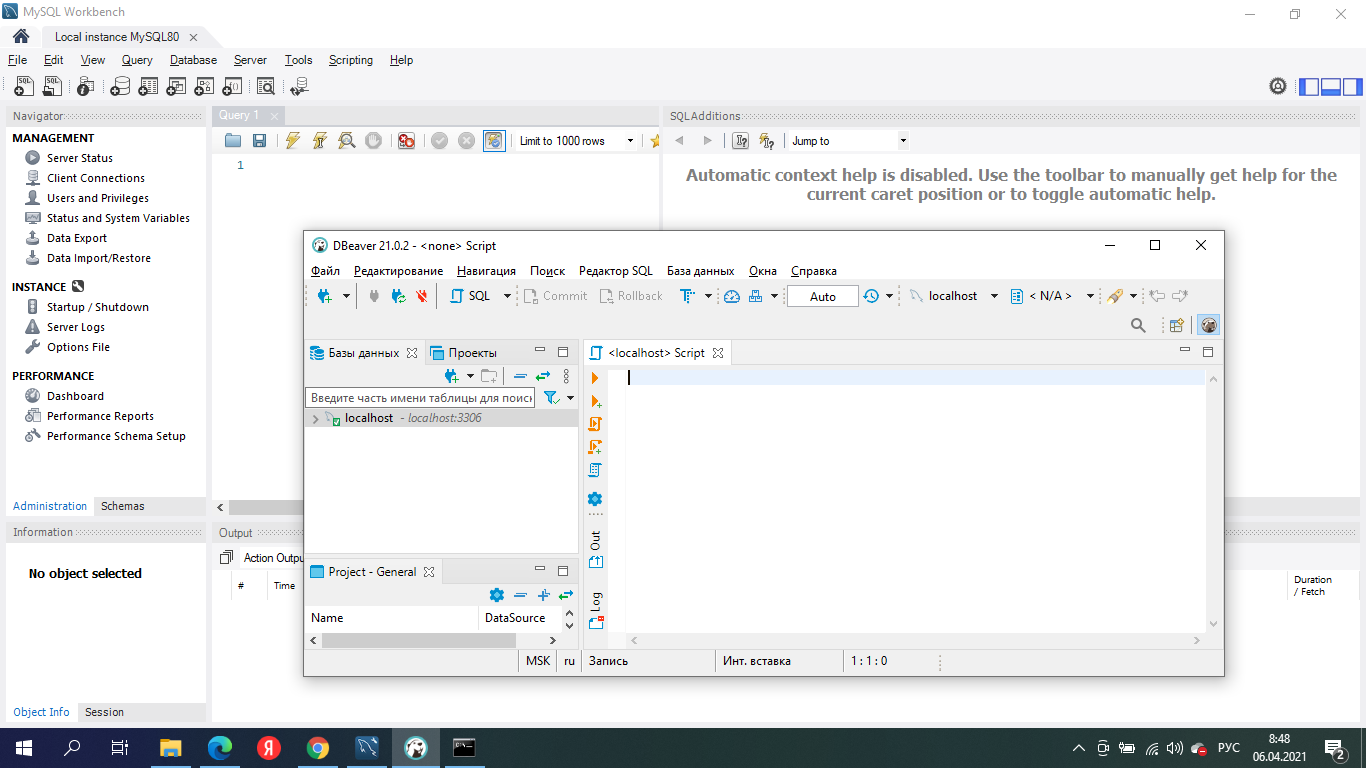 MySQL Workbench
Local instance MySQL80
File Edit View Query Database Server Tools Scripting Help
Navigator
MANAGEMENT
Server Status
Client Connections
Users and Privileges
Status and System Variables
Data Export
Data Import/Restore
INSTANCE
Startup / Shutdown
Server Logs
Options File
PERFORMANCE
Dashboard
Performance Reports
Performance Schema Setup
Administration Schemas
Information
No object selected
Object Info Session
Query 1
Limit to 1000 rows
1
SQLAdditions
Jump to
Automatic context help is disabled. Use the toolbar to manually get help for the
current caret position or to toggle automatic help.
Output
Action Outpu
# Time
Duration
/ Fetch
DBeaver 21.0.2 - <none> Script
Файл Редактирование Навигация Поиск Редактор SQL База данных Окна Справка
SQL Commit Rollback Auto localhost < N/A >
Базы данных Проекты
Введите часть имени таблицы для поиск
localhost - localhost:3306
Project - General
Name DataSource
<localhost> Script
Out
Log
MSK ru Запись Инт. вставка 1 : 1 : 0
РУС
8:48
06.04.2021
2